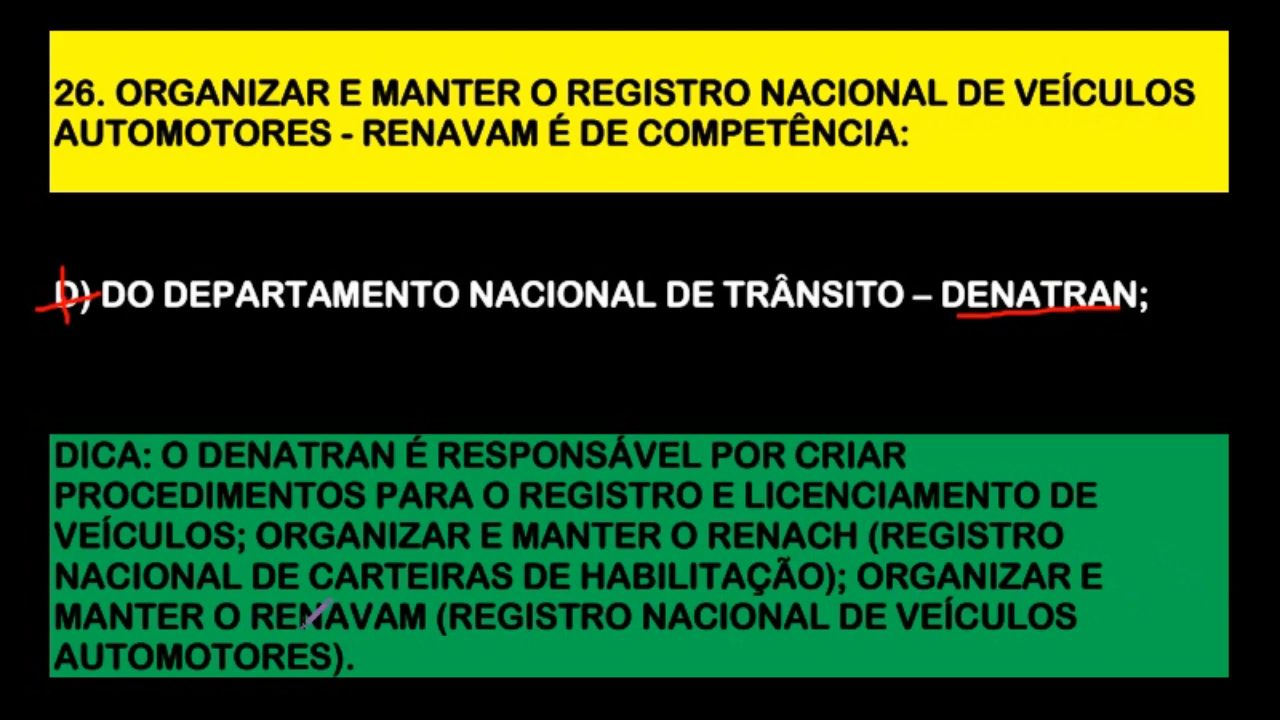 26. ORGANIZAR E MANTER O REGISTRO NACIONAL DE VEÍCULOS
AUTOMOTORES - RENAVAM É DE COMPETÊNCIA:
D) DO DEPARTAMENTO NACIONAL DE TRÂNSITO – DENATRAN;
DICA: O DENATRAN É RESPONSÁVEL POR CRIAR
PROCEDIMENTOS PARA O REGISTRO E LICENCIAMENTO DE
VEÍCULOS; ORGANIZAR E MANTER O RENACH (REGISTRO
NACIONAL DE CARTEIRAS DE HABILITAÇÃO); ORGANIZAR E
MANTER O RENAVAM (REGISTRO NACIONAL DE VEÍCULOS
AUTOMOTORES).